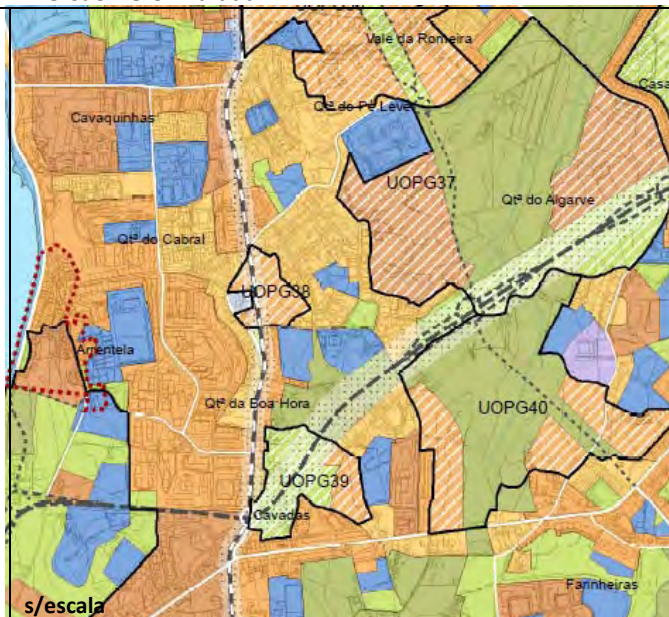 Vale da Romeira
Casa
Cavaquinhas
Qtª do Pé Leve
UOPG37
Qtª do Algarve
Qtª do Cabral
UOPG38
Arrentela
Qtª da Boa Hora
UOPG40
UOPG39
Cavadas
Farinheiras
s/escala